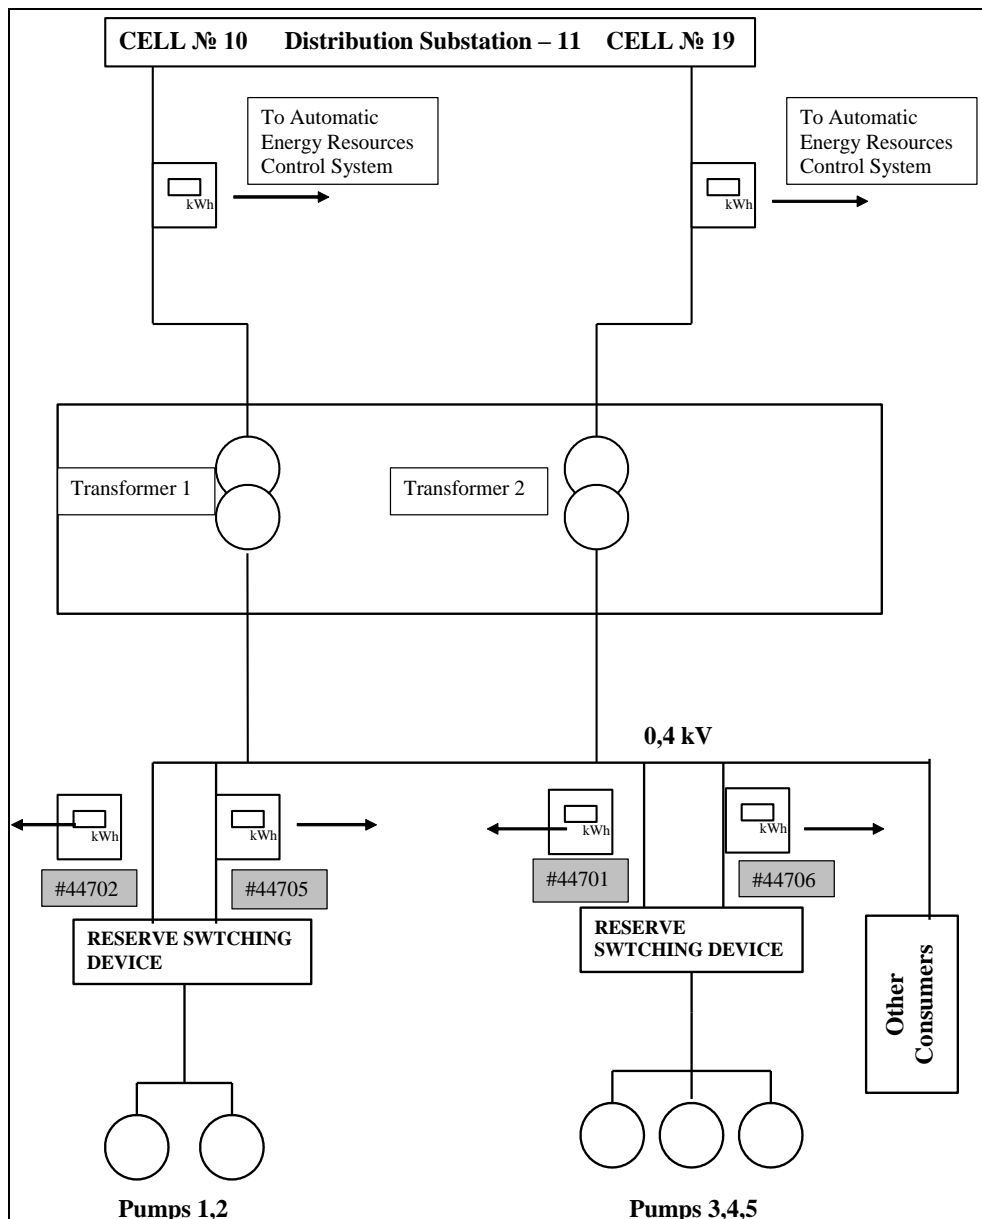 CELL № 10 Distribution Substation – 11 CELL № 19
To Automatic
Energy Resources
Control System
To Automatic
Energy Resources
Control System
kWh
kWh
Transformer 1
Transformer 2
0,4 kV
kWh
kWh
kWh
kWh
#44702
#44705
#44701
#44706
RESERVE SWTCHING
DEVICE
RESERVE
SWTCHING DEVICE
Other
Consumers
Pumps 1,2
Pumps 3,4,5